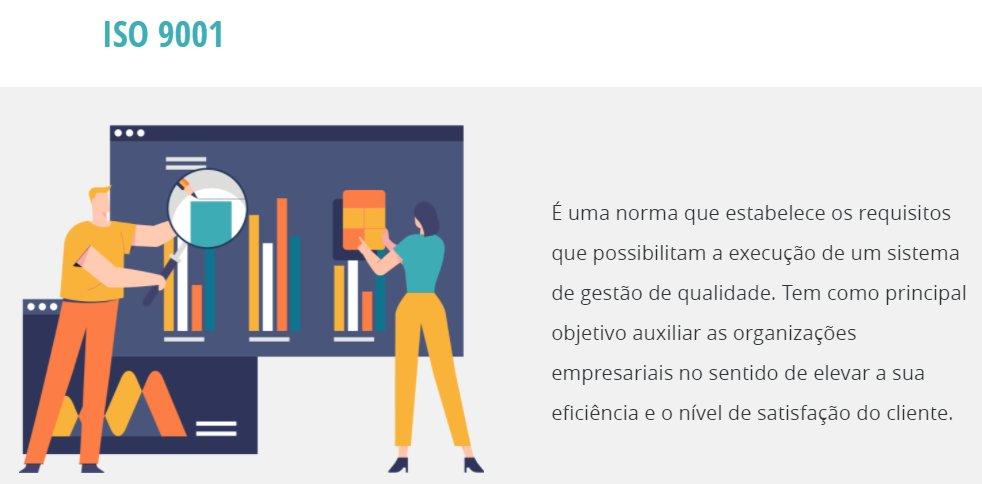 ISO 9001
É uma norma que estabelece os requisitos
que possibilitam a execução de um sistema
de gestão de qualidade. Tem como principal
objetivo auxiliar as organizações
empresariais no sentido de elevar a sua
eficiência e o nível de satisfação do cliente.